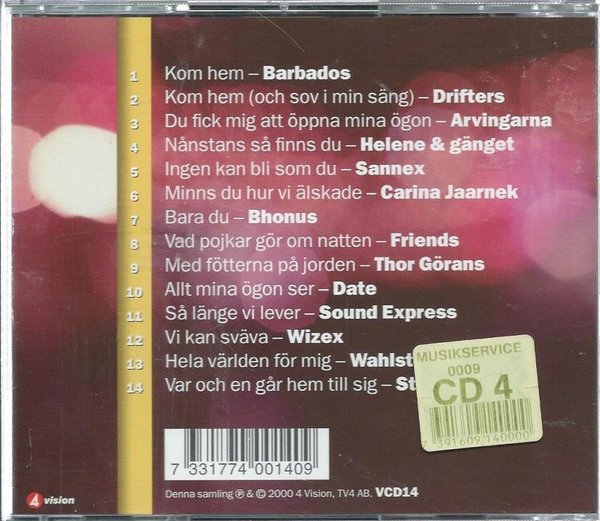 1 Kom hem – Barbados
2 Kom hem (och sov i min säng) – Drifters
3 Du fick mig att öppna mina ögon – Arvingarna
4 Nånstans så finns du – Helene & gänget
5 Ingen kan bli som du – Sannex
6 Minns du hur vi älskade – Carina Jaarnek
7 Bara du – Bhonus
8 Vad pojkar gör om natten – Friends
9 Med fötterna på jorden – Thor Görans
10 Allt mina ögon ser – Date
11 Så länge vi lever – Sound Express
12 Vi kan sväva – Wizex
13 Hela världen för mig –
14 Var och en går hem till sig –
MUSIKSERVICE
0009
CD 4
7391609140000
7 331774 001409
Denna samling ℗ & © 2000 4 Vision, TV4 AB. VCD14
4 vision